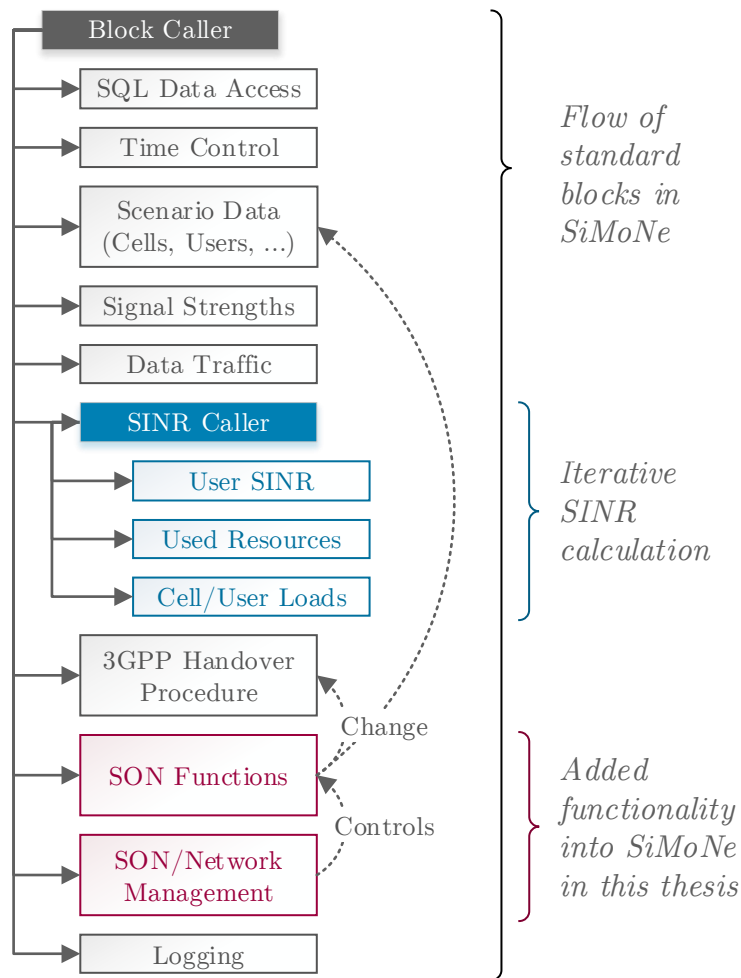 Block Caller
SQL Data Access
Time Control
Scenario Data
(Cells, Users, ...)
Signal Strengths
Data Traffic
SINR Caller
User SINR
Used Resources
Cell/User Loads
3GPP Handover
Procedure
Change
SON Functions
Controls
SON/Network
Management
Logging
Flow of
standard
blocks in
SiMoNe
Iterative
SINR
calculation
Added
functionality
into SiMoNe
in this thesis